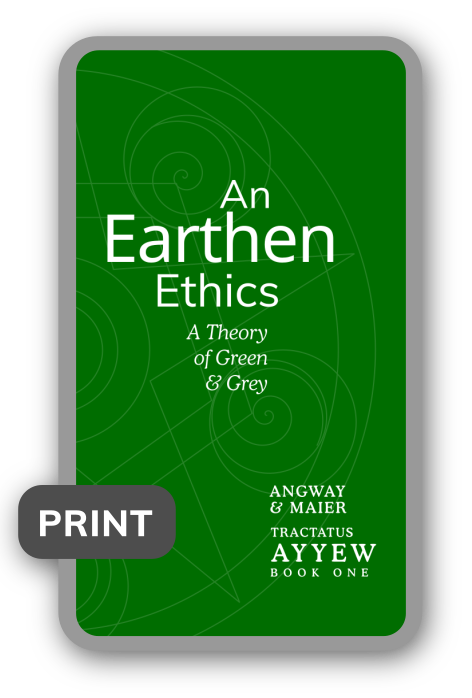 An
Earthen
Ethics
A Theory
of Green
& Grey
ANGWAY
& MAIER
TRACTATUS
AYYEW
BOOK ONE
PRINT